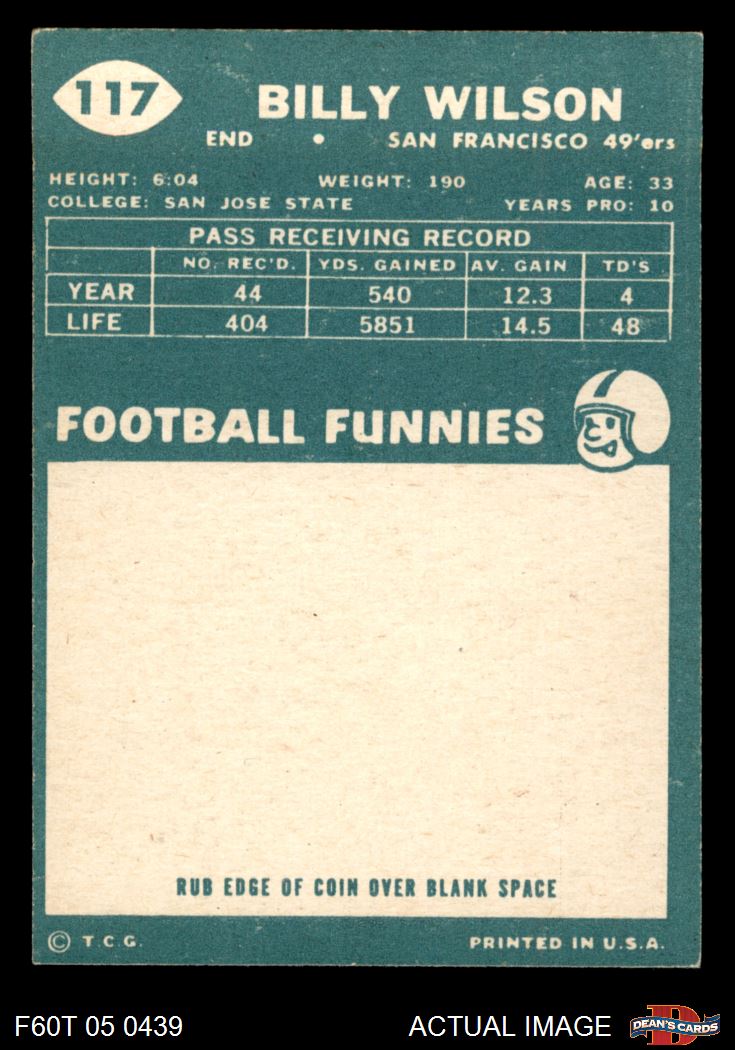 117
BILLY WILSON
END • SAN FRANCISCO 49'ers
HEIGHT: 6:04 WEIGHT: 190 AGE: 33
COLLEGE: SAN JOSE STATE YEARS PRO: 10
PASS RECEIVING RECORD
NO. REC'D. YDS. GAINED AV. GAIN TD'S
YEAR 44 540 12.3 4
LIFE 404 5851 14.5 48
FOOTBALL FUNNIES
RUB EDGE OF COIN OVER BLANK SPACE
© T.C.G. PRINTED IN U.S.A.
F60T 05 0439 ACTUAL IMAGE D DEAN'S CARDS